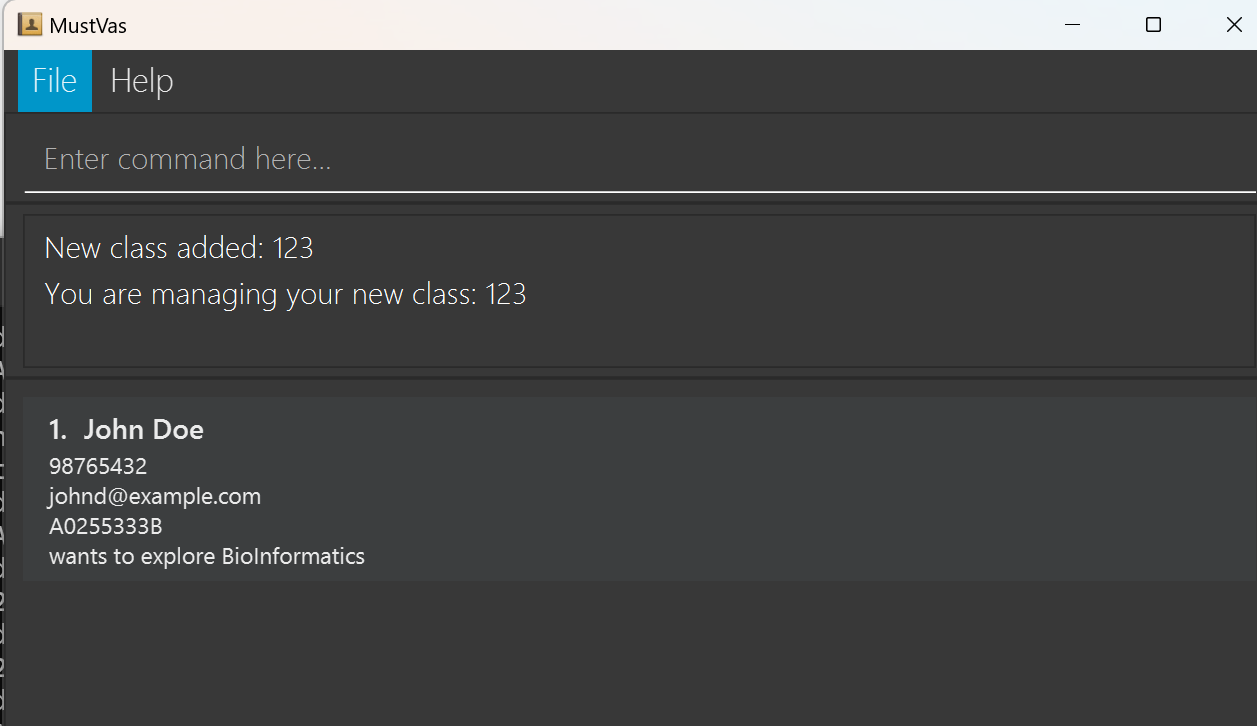 MustVas
File Help
Enter command here...
New class added: 123
You are managing your new class: 123
1. John Doe
98765432
johnd@example.com
A0255333B
wants to explore BioInformatics